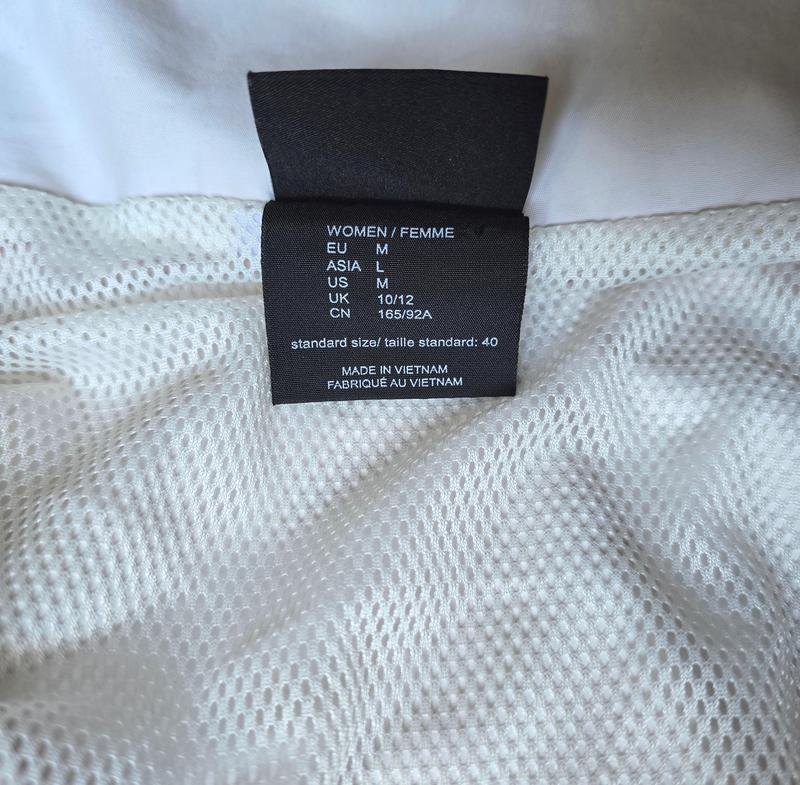 WOMEN / FEMME
EU M
ASIA L
US M
UK 10/12
CN 165/92A
standard size/ taille standard: 40
MADE IN VIETNAM
FABRIQUÉ AU VIETNAM